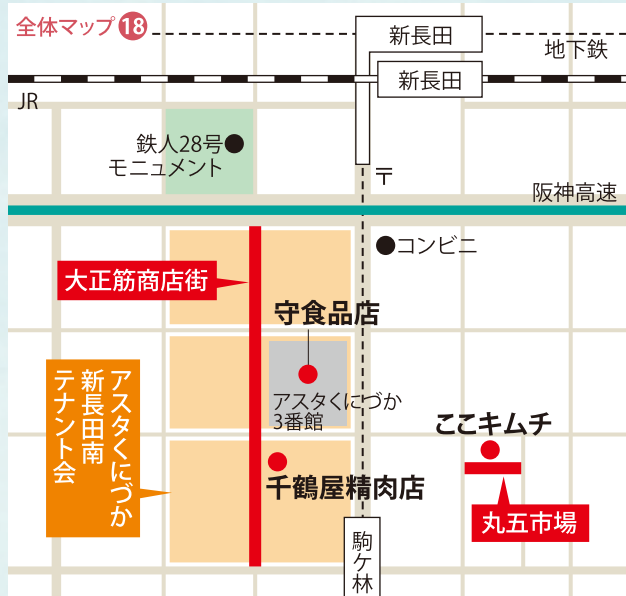 全体マップ 18
新長田
地下鉄
新長田
JR
鉄人28号
モニュメント
〒
阪神高速
コンビニ
大正筋商店街
守食品店
アスタくにづか
3番館
アスタくにづか
新長田南
テナント会
ここキムチ
千鶴屋精肉店
丸五市場
駒ケ林